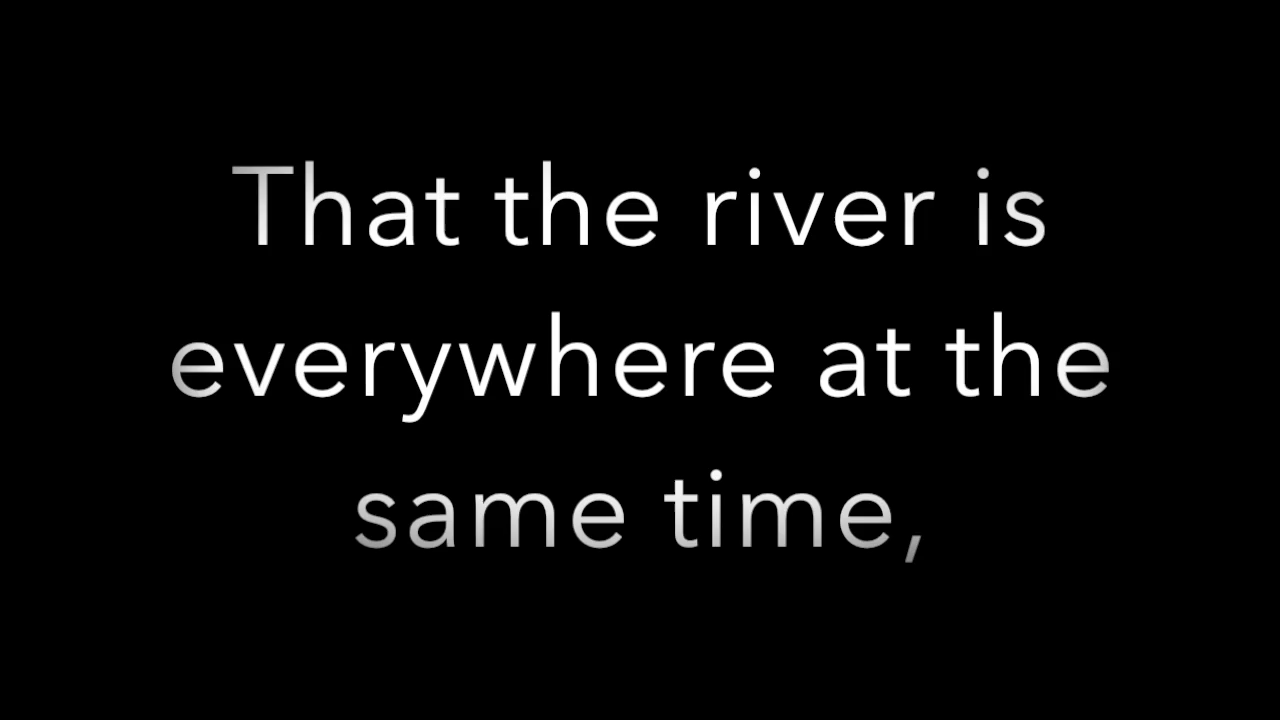 That the river is
everywhere at the
same time,